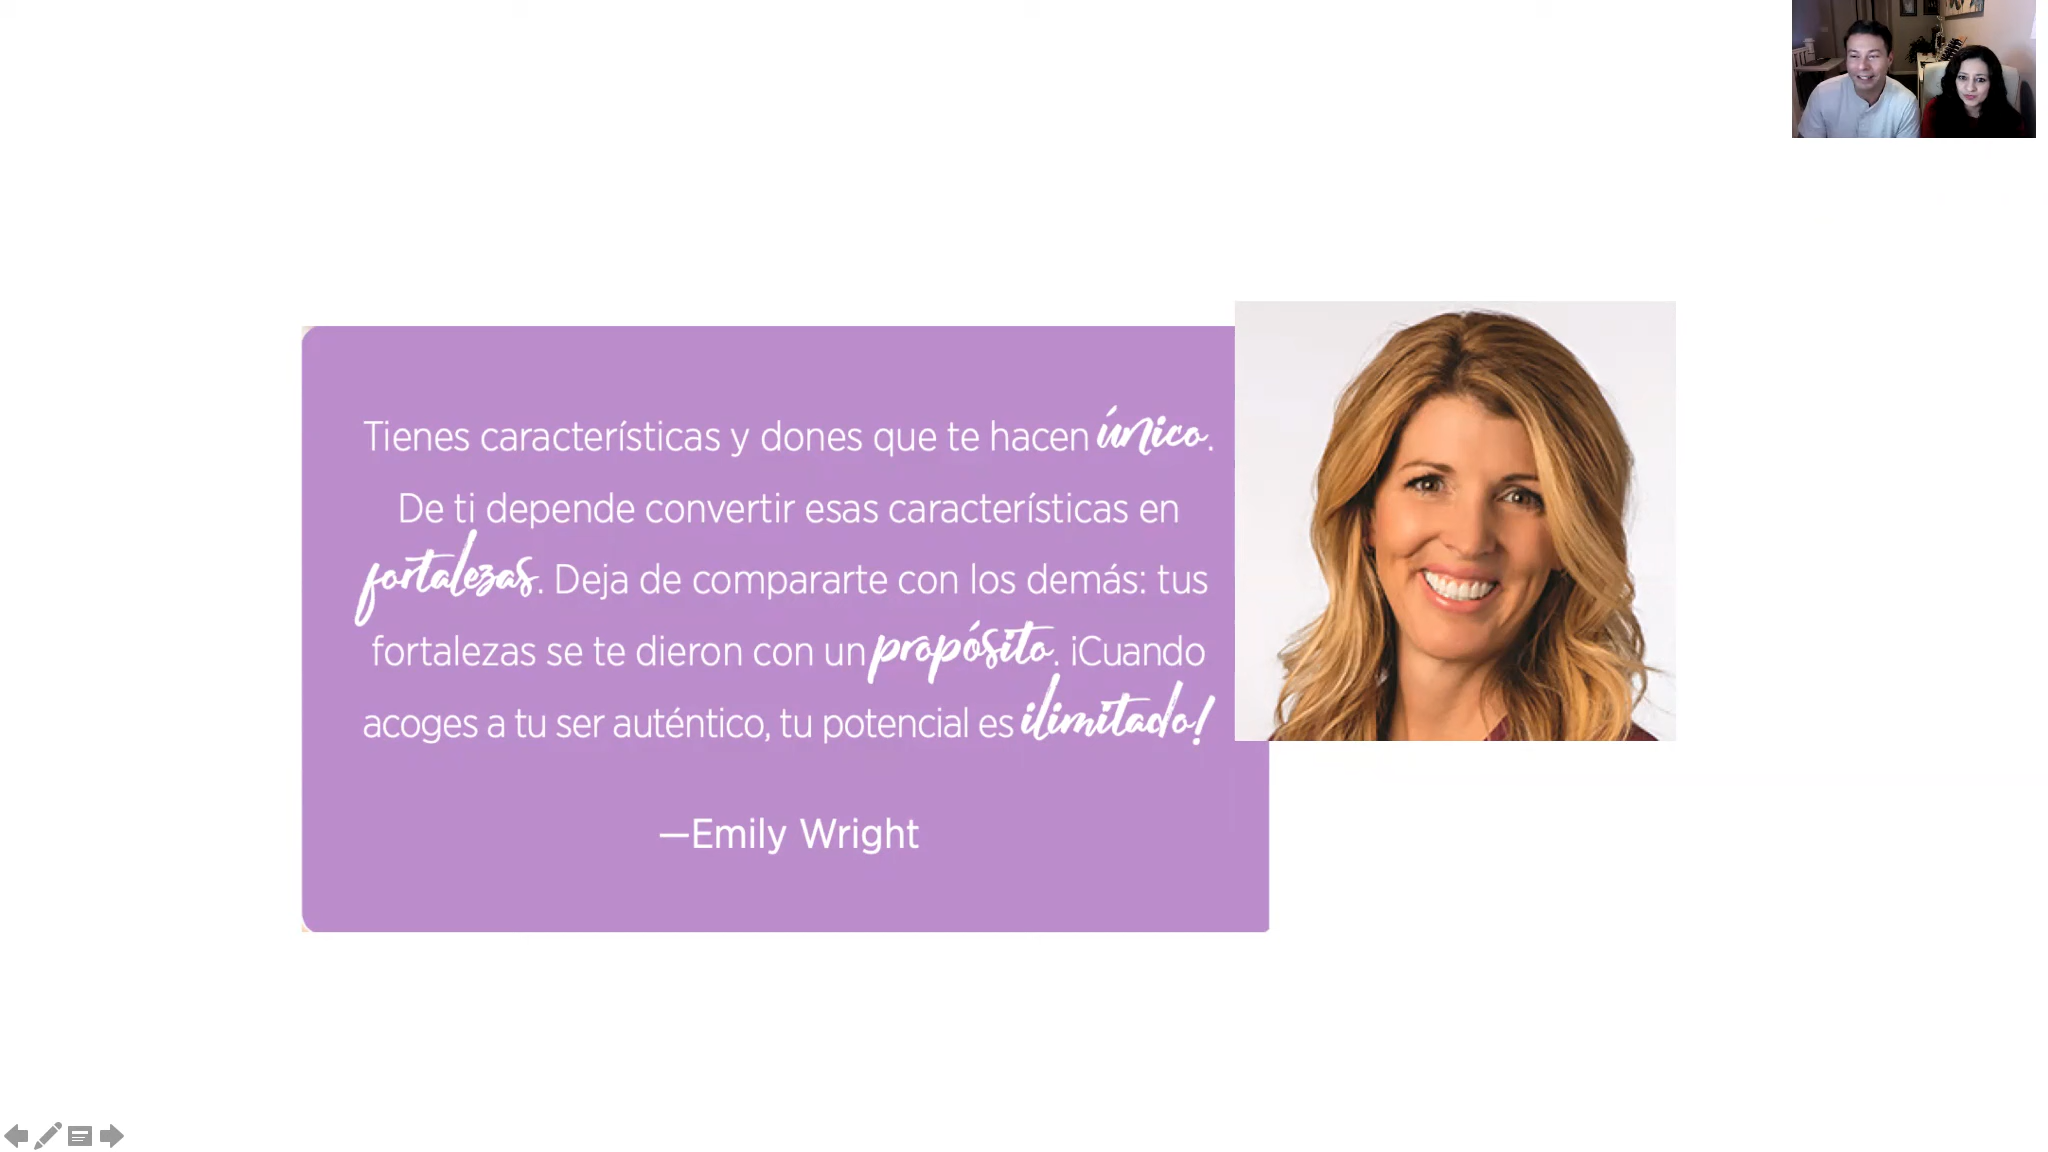 Tienes características y dones que te hacen único.
De ti depende convertir esas características en
fortalezas. Deja de compararte con los demás: tus
fortalezas se te dieron con un propósito. ¡Cuando
acoges a tu ser auténtico, tu potencial es ilimitado!
—Emily Wright